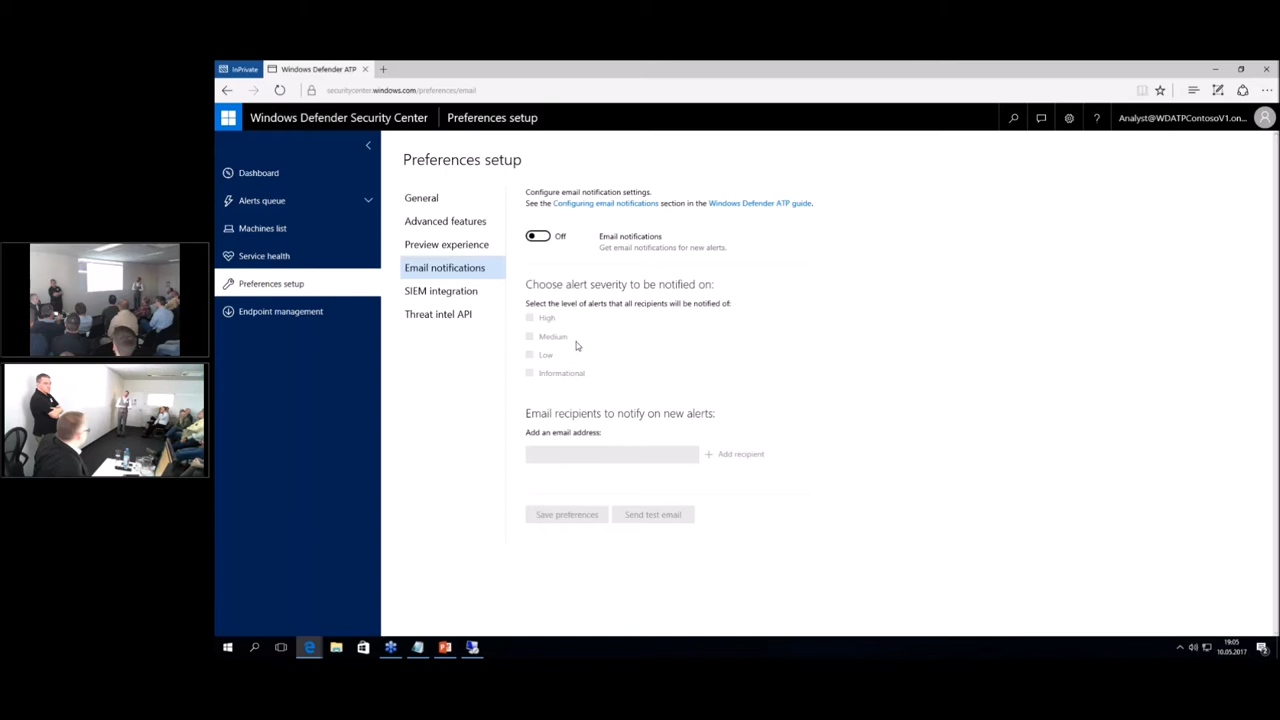 InPrivate
Windows Defender ATP
securitycenter.windows.com/preferences/email
Windows Defender Security Center
Preferences setup
Analyst@WDATPContosoV1.on...
Dashboard
Alerts queue
Machines list
Service health
Preferences setup
Endpoint management
Preferences setup
General
Advanced features
Preview experience
Email notifications
SIEM integration
Threat intel API
Configure email notification settings.
See the Configuring email notifications section in the Windows Defender ATP guide.
Off
Email notifications
Get email notifications for new alerts.
Choose alert severity to be notified on:
Select the level of alerts that all recipients will be notified of:
High
Medium
Low
Informational
Email recipients to notify on new alerts:
Add an email address:
+ Add recipient
Save preferences
Send test email
19:05
10.05.2017